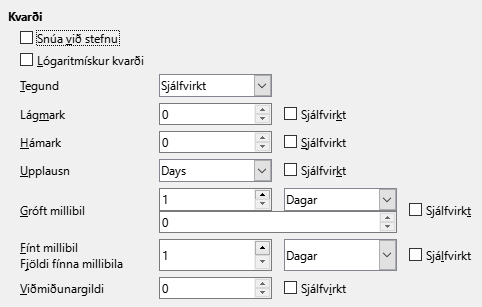 Kvarði
Snúa við stefnu
Lógaritmískur kvarði
Tegund Sjálfvirkt
Lágmark 0 Sjálfvirkt
Hámark 0 Sjálfvirkt
Upplausn Days Sjálfvirkt
Gróft millibil 1 Dagar Sjálfvirkt
0
Fínt millibil 1 Dagar Sjálfvirkt
Fjöldi fínna millibila
Viðmiðunargildi 0 Sjálfvirkt